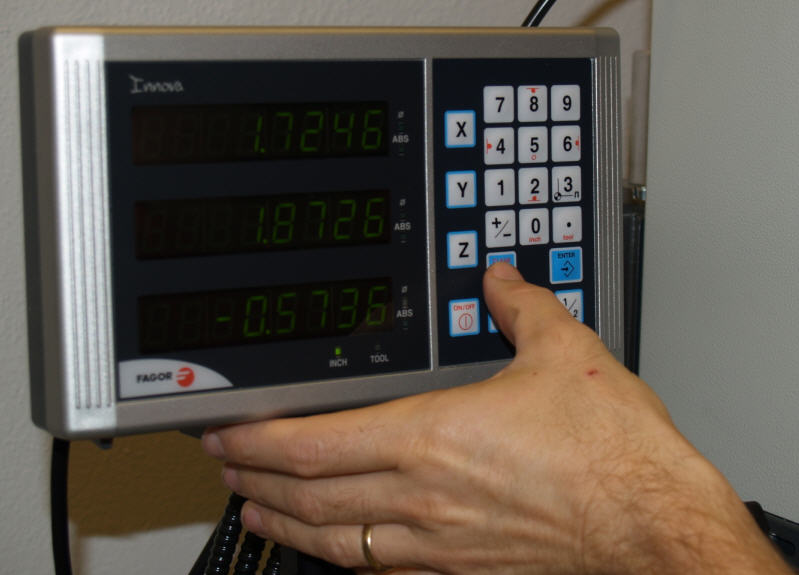 Innova
1.7246
ABS
1.8726
ABS
-0.5736
ABS
INCH TOOL
FAGOR
X 7 8 9
4 5 6
Y 1 2 3
n
Z +/- 0 .
inch tool
ENTER
ON/OFF
1/2